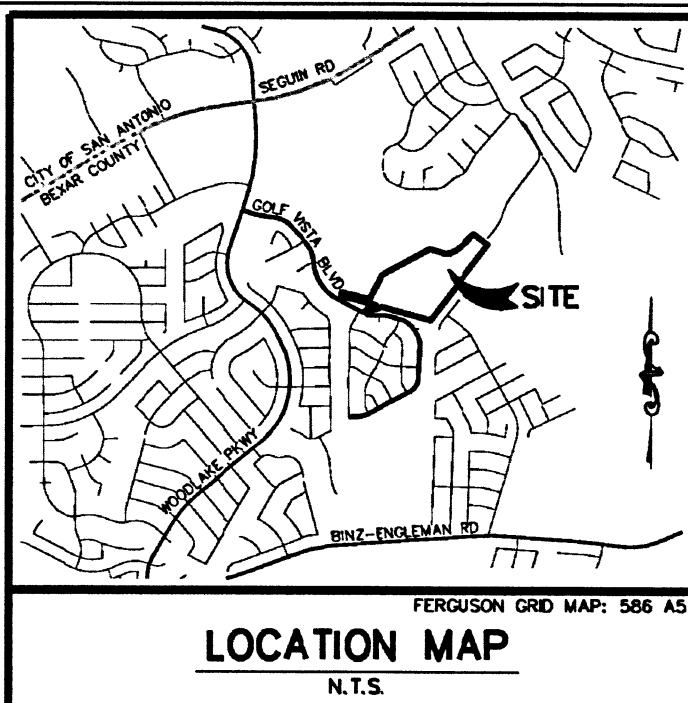 SEGUIN RD
CITY OF SAN ANTONIO
BEXAR COUNTY
GOLF VISTA BLVD
SITE
WOODLAKE PKWY
BINZ-ENGLEMAN RD
FERGUSON GRID MAP: 586 A5
LOCATION MAP
N.T.S.